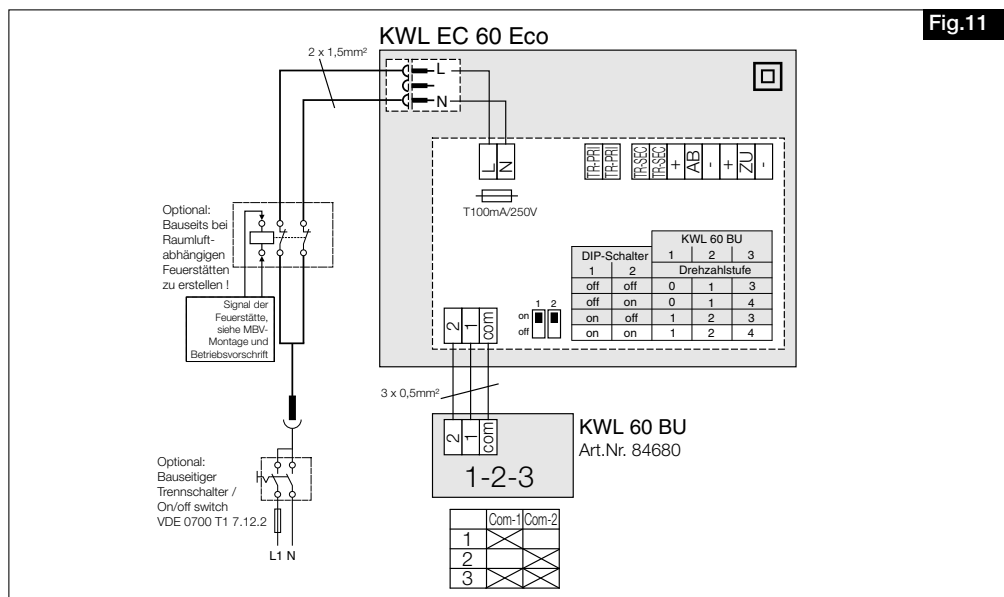 Fig.11
KWL EC 60 Eco
2 x 1,5mm²
L
N
L
N
T100mA/250V
TR-PRI
TR-PRI
TR-SEC
TR-SEC
+
AB
-
+
ZU
-
Optional:
Bauseits bei
Raumluft-
abhängigen
Feuerstätten
zu erstellen !
Signal der
Feuerstätte,
siehe MBV-
Montage und
Betriebsvorschrift
KWL 60 BU
DIP-Schalter 1 2 3
1 2 Drehzahlstufe
off off 0 1 3
off on 0 1 4
on off 1 2 3
on on 1 2 4
1 2
on
off
2 1 com
3 x 0,5mm²
2 1 com
1-2-3
KWL 60 BU
Art.Nr. 84680
Optional:
Bauseitiger
Trennschalter /
On/off switch
VDE 0700 T1 7.12.2
L1 N
Com-1 Com-2
1
2
3